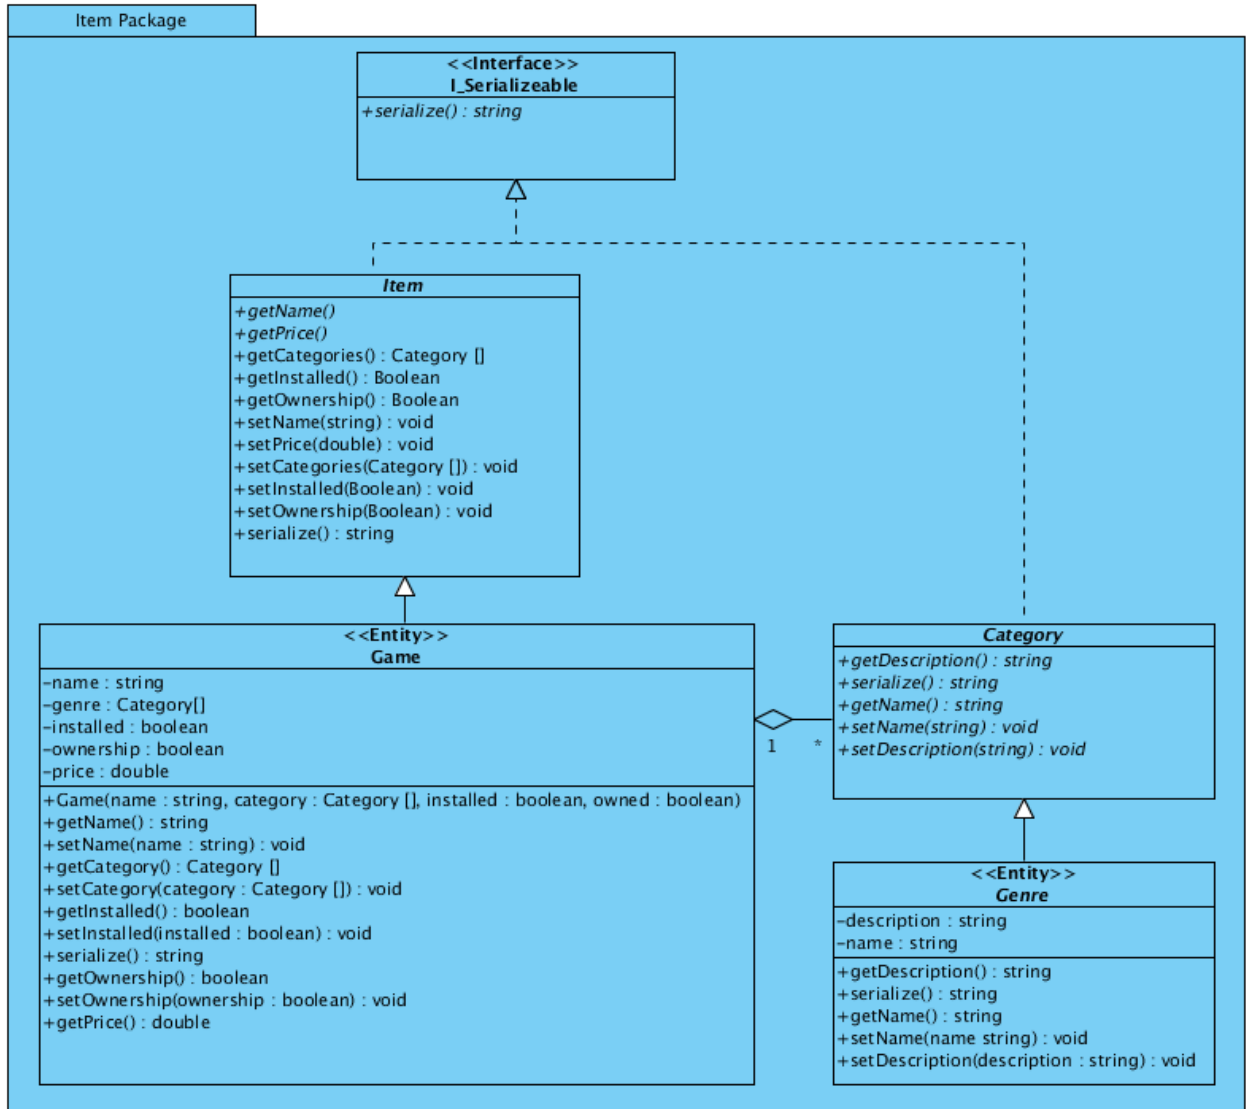 Item Package
<<Interface>>
I_Serializeable
+serialize() : string
Item
+getName()
+getPrice()
+getCategories() : Category []
+getInstalled() : Boolean
+getOwnership() : Boolean
+setName(string) : void
+setPrice(double) : void
+setCategories(Category []) : void
+setInstalled(Boolean) : void
+setOwnership(Boolean) : void
+serialize() : string
<<Entity>>
Game
-name : string
-genre : Category[]
-installed : boolean
-ownership : boolean
-price : double
+Game(name : string, category : Category [], installed : boolean, owned : boolean)
+getName() : string
+setName(name : string) : void
+getCategory() : Category []
+setCategory(category : Category []) : void
+getInstalled() : boolean
+setInstalled(installed : boolean) : void
+serialize() : string
+getOwnership() : boolean
+setOwnership(ownership : boolean) : void
+getPrice() : double
1 *
Category
+getDescription() : string
+serialize() : string
+getName() : string
+setName(string) : void
+setDescription(string) : void
<<Entity>>
Genre
-description : string
-name : string
+getDescription() : string
+serialize() : string
+getName() : string
+setName(name string) : void
+setDescription(description : string) : void